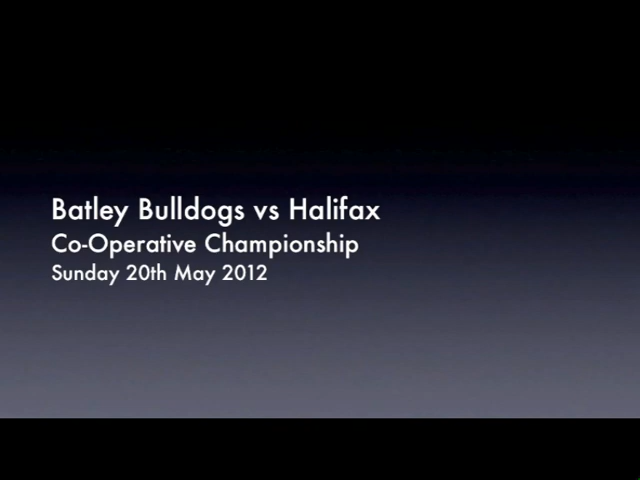 Batley Bulldogs vs Halifax
Co-Operative Championship
Sunday 20th May 2012